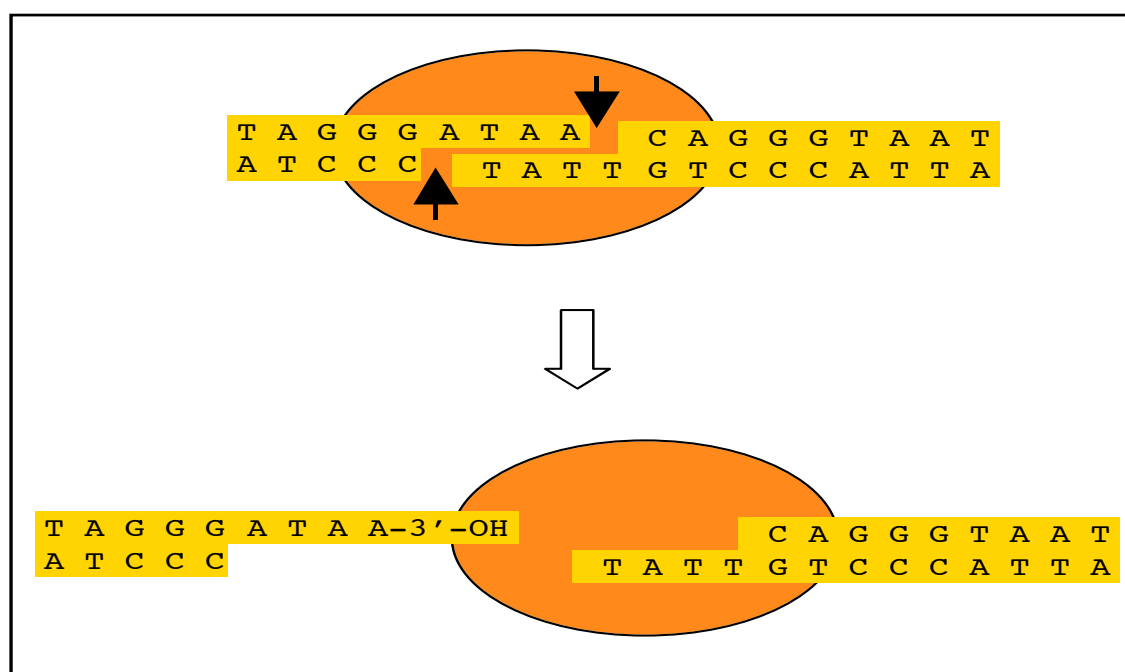 T A G G G A T A A C A G G G T A A T
A T C C C T A T T G T C C C A T T A
T A G G G A T A A–3’–OH C A G G G T A A T
A T C C C T A T T G T C C C A T T A